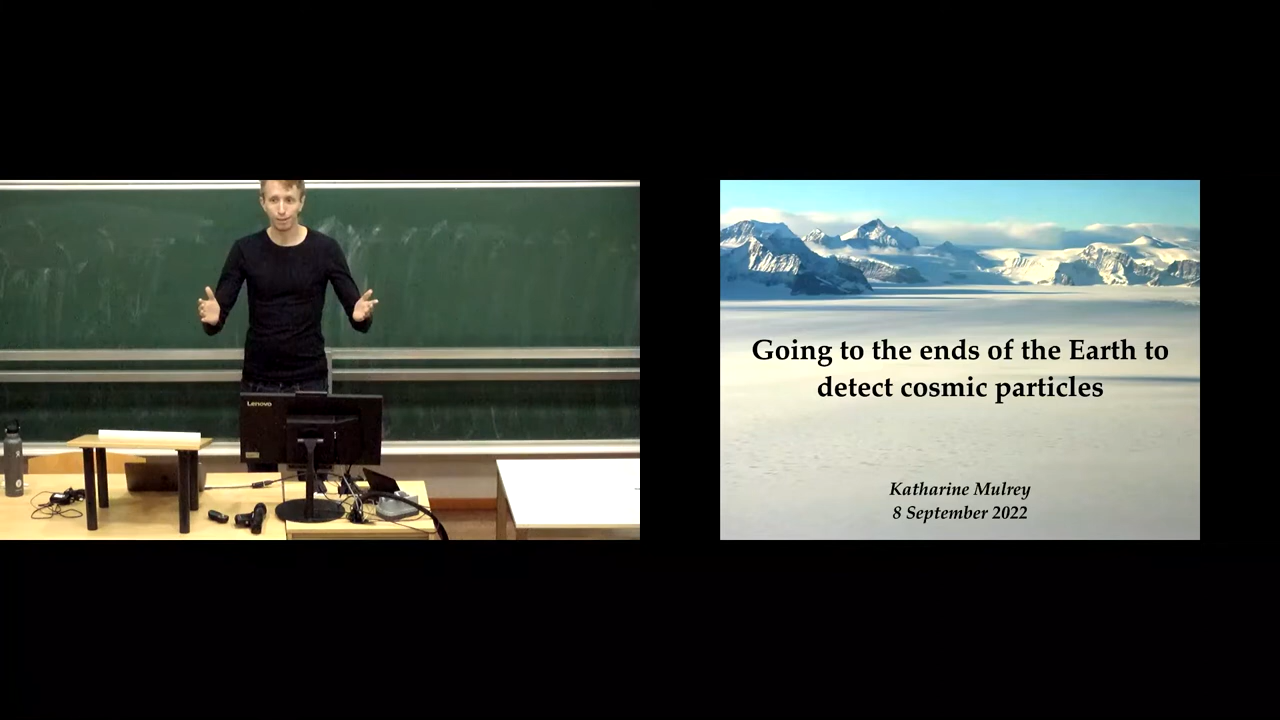 Lenovo
Going to the ends of the Earth to
detect cosmic particles
Katharine Mulrey
8 September 2022